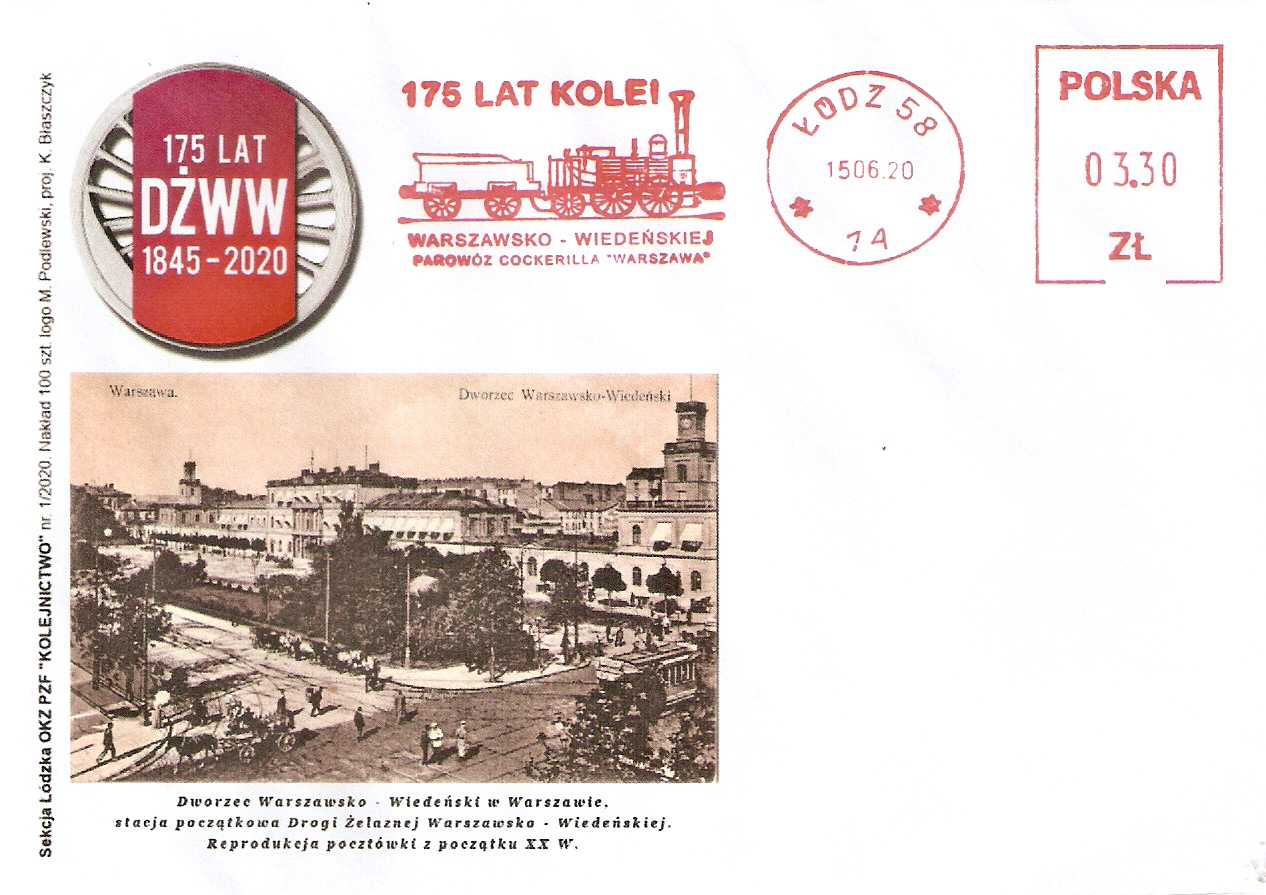 Sekcja Łódzka OKZ PZF "KOLEJNICTWO" nr. 1/2020. Nakład 100 szt. logo M. Podlewski, proj. K. Błaszczyk
175 LAT
DŻWW
1845-2020
175 LAT KOLEI
WARSZAWSKO - WIEDEŃSKIEJ
PAROWÓZ COCKERILLA "WARSZAWA"
ŁÓDŹ 58
15 06.20
1A
POLSKA
03.30
ZŁ
Warszawa.
Dworzec Warszawsko-Wiedeński
Dworzec Warszawsko - Wiedeński w Warszawie,
stacja początkowa Drogi Żelaznej Warszawsko - Wiedeńskiej.
Reprodukcja pocztówki z początku XX W.